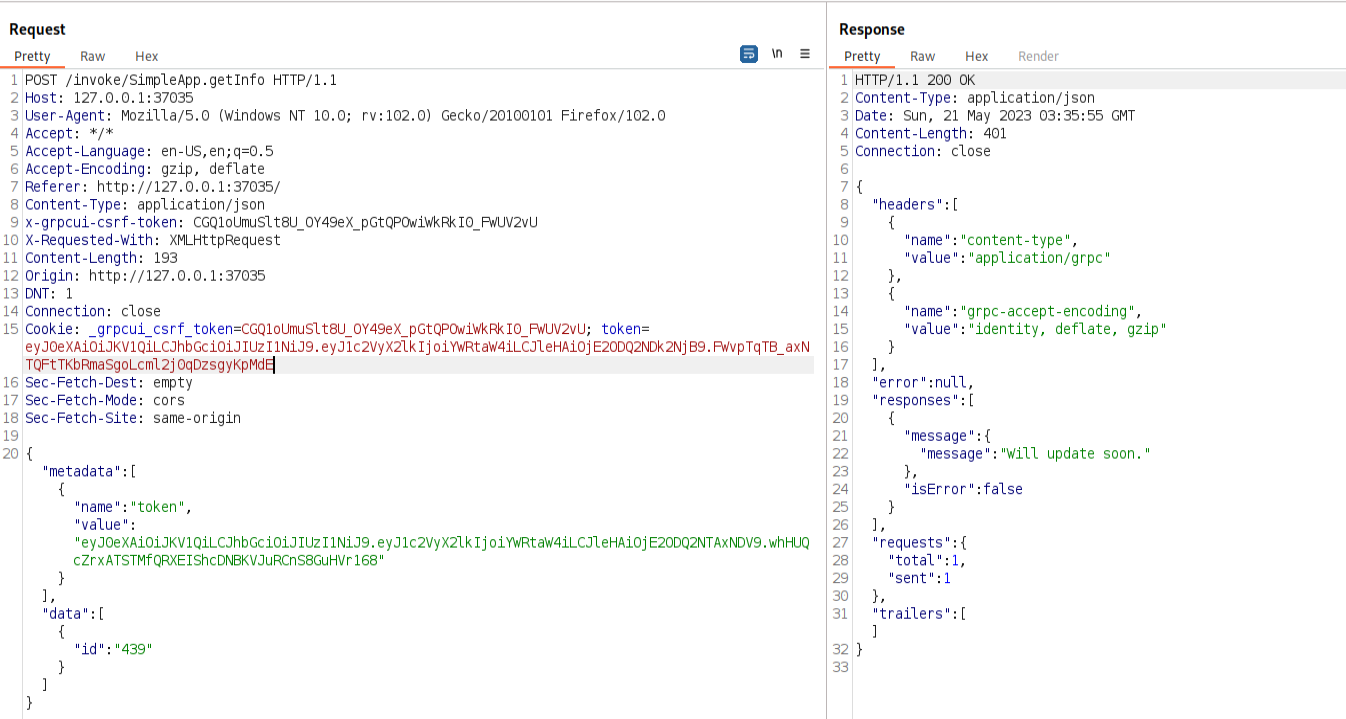 Request
Pretty Raw Hex
\n
1 POST /invoke/SimpleApp.getInfo HTTP/1.1
2 Host: 127.0.0.1:37035
3 User-Agent: Mozilla/5.0 (Windows NT 10.0; rv:102.0) Gecko/20100101 Firefox/102.0
4 Accept: */*
5 Accept-Language: en-US,en;q=0.5
6 Accept-Encoding: gzip, deflate
7 Referer: http://127.0.0.1:37035/
8 Content-Type: application/json
9 x-grpcui-csrf-token: CGQ1oUmuSlt8U_OY49eX_pGtQPOwiWkRkI0_FWUV2vU
10 X-Requested-With: XMLHttpRequest
11 Content-Length: 193
12 Origin: http://127.0.0.1:37035
13 DNT: 1
14 Connection: close
15 Cookie: _grpcui_csrf_token=CGQ1oUmuSlt8U_OY49eX_pGtQPOwiWkRkI0_FWUV2vU; token=
eyJ0eXAiOiJKV1QiLCJhbGciOiJIUzI1NiJ9.eyJ1c2VyX2lkIjoiYWRtaW4iLCJleHAiOjE2ODQ2NDk2NjB9.FWvpTqTB_axN
TQFtTKbRmaSgoLcml2j0qDzsgyKpMdE
16 Sec-Fetch-Dest: empty
17 Sec-Fetch-Mode: cors
18 Sec-Fetch-Site: same-origin
19
20 {
"metadata":[
{
"name":"token",
"value":
"eyJ0eXAiOiJKV1QiLCJhbGciOiJIUzI1NiJ9.eyJ1c2VyX2lkIjoiYWRtaW4iLCJleHAiOjE2ODQ2NTAxNDV9.whHUQ
cZrxATSTMfQRXEIShcDNBKVJuRCnS8GuHVr168"
}
],
"data":[
{
"id":"439"
}
]
}
Response
Pretty Raw Hex Render
1 HTTP/1.1 200 OK
2 Content-Type: application/json
3 Date: Sun, 21 May 2023 03:35:55 GMT
4 Content-Length: 401
5 Connection: close
6
7 {
8 "headers":[
9 {
10 "name":"content-type",
11 "value":"application/grpc"
12 },
13 {
14 "name":"grpc-accept-encoding",
15 "value":"identity, deflate, gzip"
16 }
17 ],
18 "error":null,
19 "responses":[
20 {
21 "message":{
22 "message":"Will update soon."
23 },
24 "isError":false
25 }
26 ],
27 "requests":{
28 "total":1,
29 "sent":1
30 },
31 "trailers":[
]
32 }
33